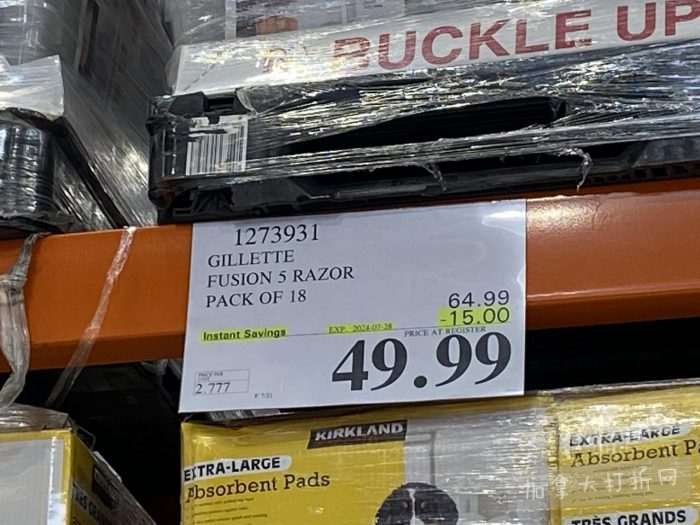 BUCKLE UP
1273931
GILLETTE
FUSION 5 RAZOR
PACK OF 18
64.99
Instant Savings
-15.00
PRICE AT REGISTER
49.99
2.777
KIRKLAND
EXTRA-LARGE
Absorbent Pads
EXTRA-LARGE
Absorbent P
TRÈS GRANDS
加拿大打折网